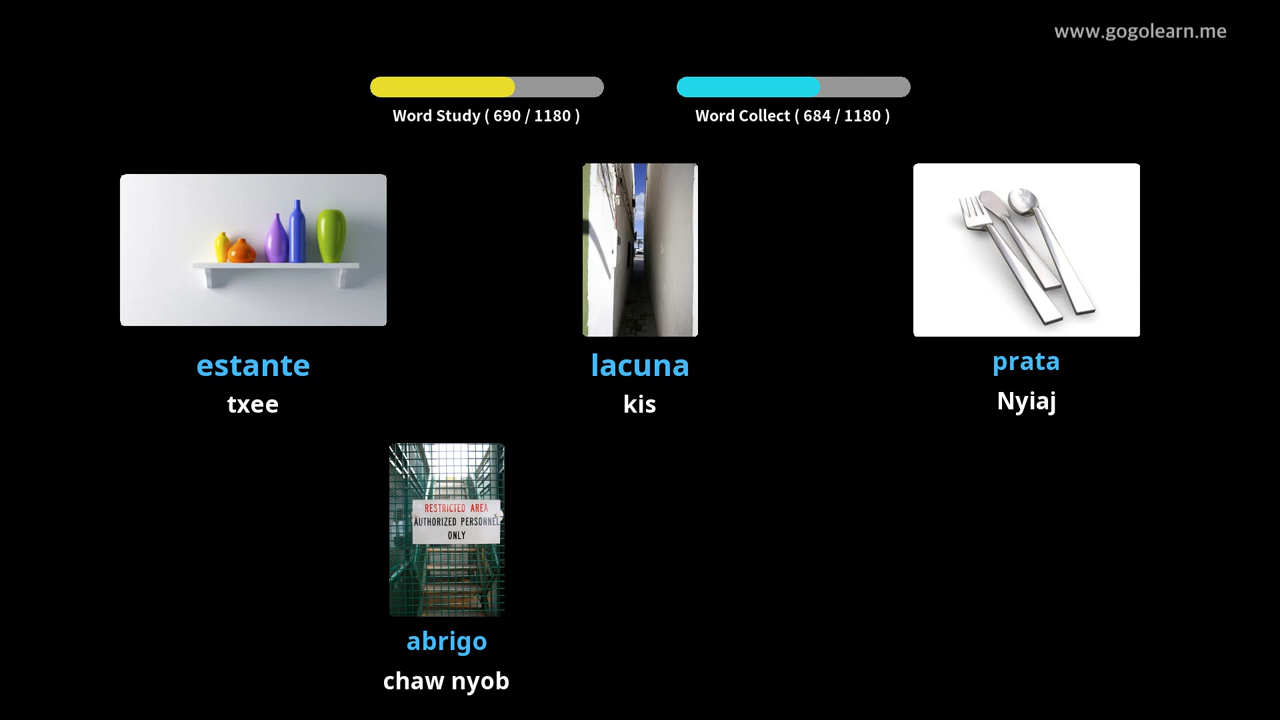 www.gogolearn.me
Word Study ( 690 / 1180 )
Word Collect ( 684 / 1180 )
estante
txee
lacuna
kis
prata
Nyiaj
RESTRICTED AREA
AUTHORIZED PERSONNEL
ONLY
abrigo
chaw nyob